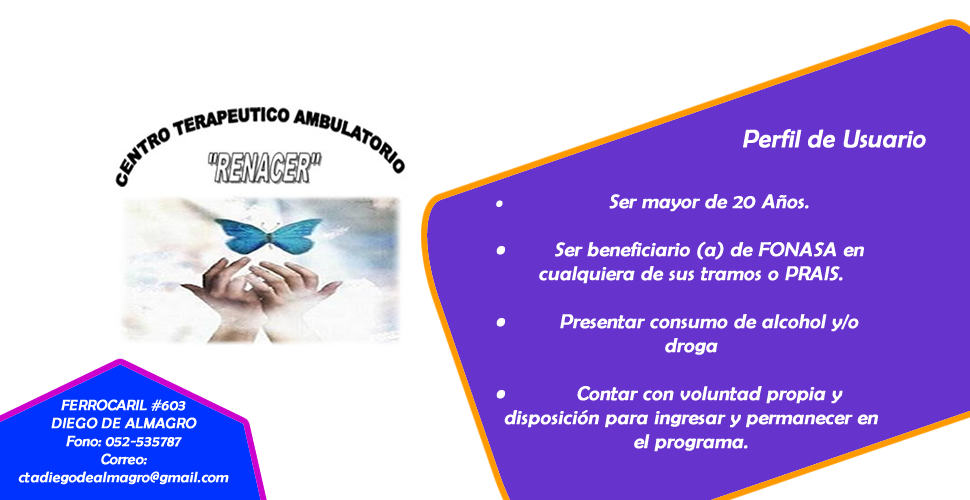 CENTRO TERAPEUTICO AMBULATORIO
"RENACER"
Perfil de Usuario
• Ser mayor de 20 Años.
• Ser beneficiario (a) de FONASA en
cualquiera de sus tramos o PRAIS.
• Presentar consumo de alcohol y/o
droga
• Contar con voluntad propia y
disposición para ingresar y permanecer en
el programa.
FERROCARIL #603
DIEGO DE ALMAGRO
Fono: 052-535787
Correo:
ctadiegodealmagro@gmail.com